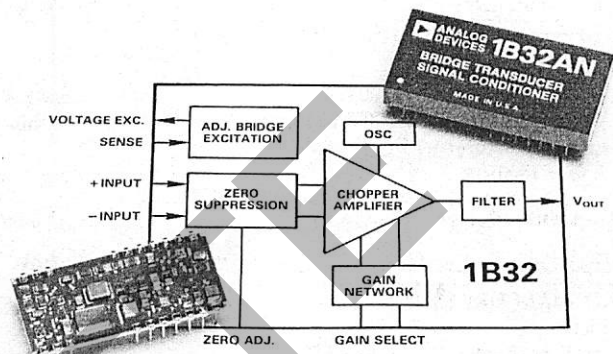 ANALOG
DEVICES
1B32AN
BRIDGE TRANSDUCER
SIGNAL CONDITIONER
MADE IN U.S.A.
VOLTAGE EXC.
SENSE
ADJ. BRIDGE
EXCITATION
OSC
+INPUT
-INPUT
ZERO
SUPPRESSION
CHOPPER
AMPLIFIER
FILTER
VOUT
GAIN
NETWORK
1B32
ZERO ADJ.
GAIN SELECT